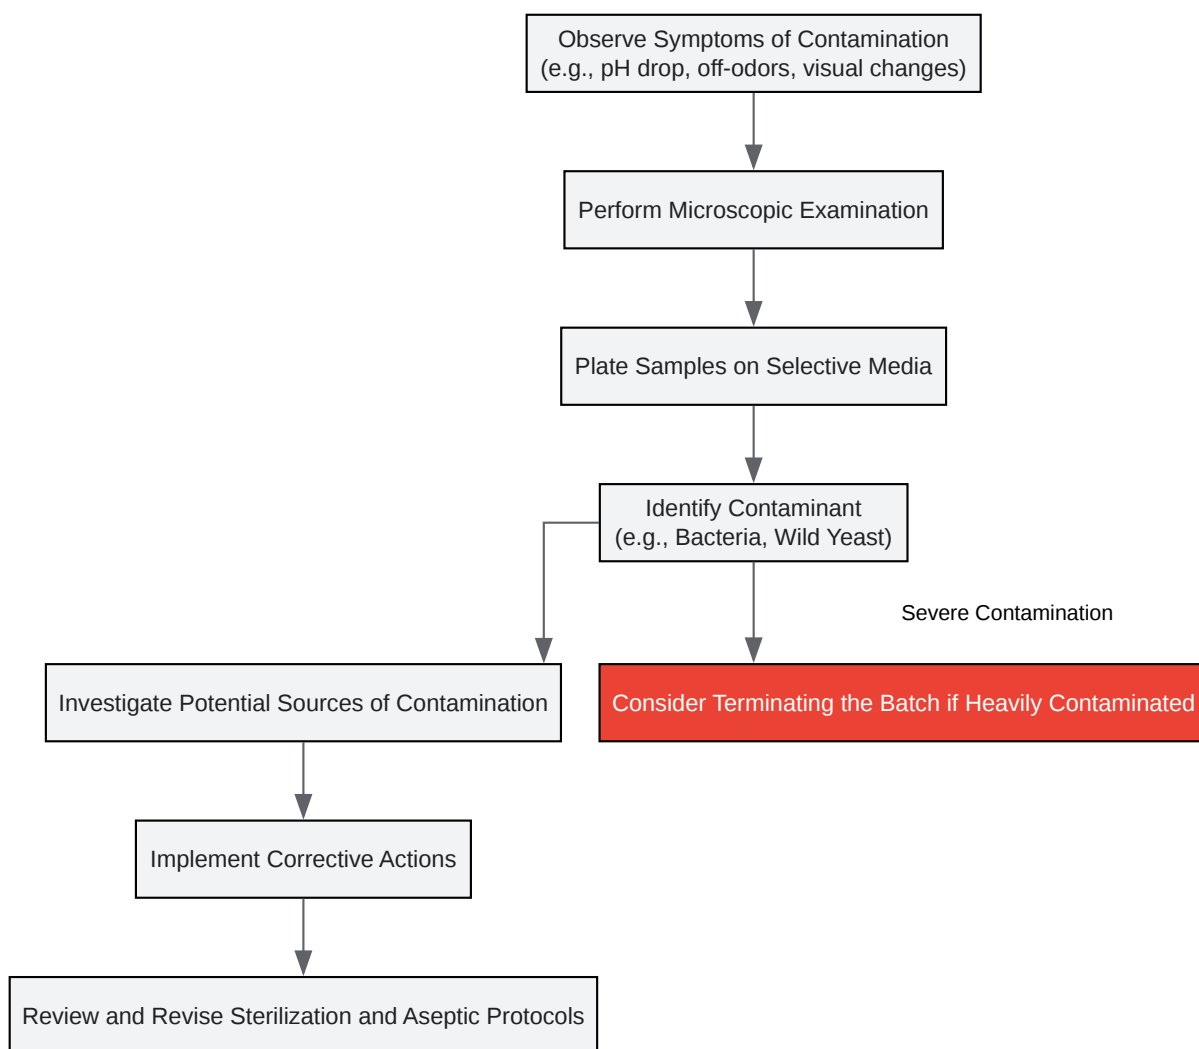 Observe Symptoms of Contamination
(e.g., pH drop, off-odors, visual changes)
Perform Microscopic Examination
Plate Samples on Selective Media
Identify Contaminant
(e.g., Bacteria, Wild Yeast)
Severe Contamination
Investigate Potential Sources of Contamination
Consider Terminating the Batch if Heavily Contaminated
Implement Corrective Actions
Review and Revise Sterilization and Aseptic Protocols